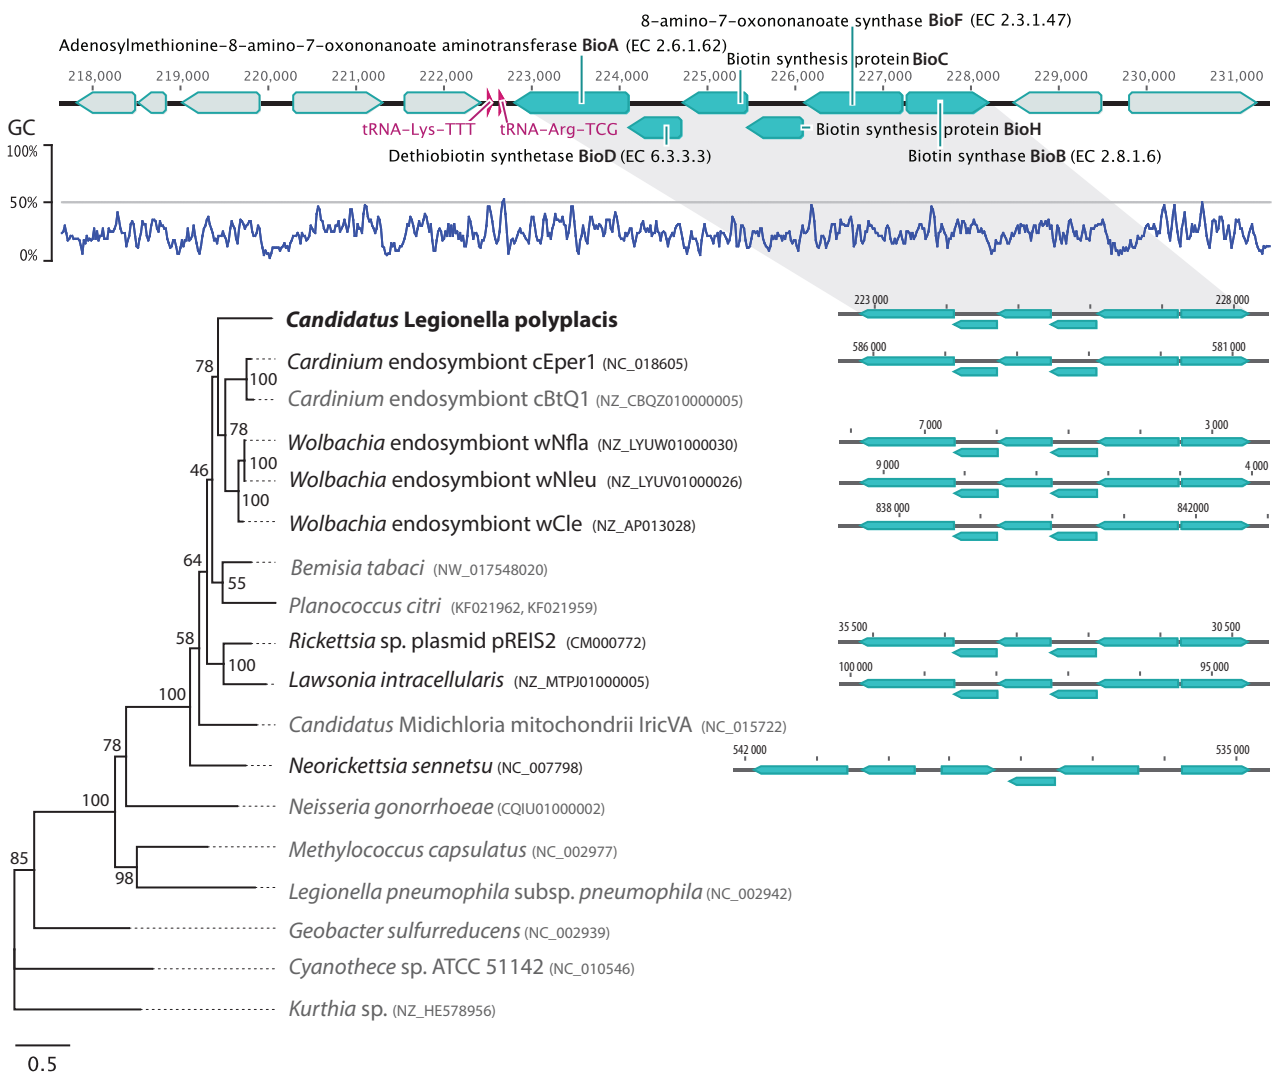 8-amino-7-oxononanoate synthase BioF (EC 2.3.1.47)
Adenosylmethionine-8-amino-7-oxononanoate aminotransferase BioA (EC 2.6.1.62)
Biotin synthesis protein BioC
218,000 219,000 220,000 221,000 222,000 223,000 224,000 225,000 226,000 227,000 228,000 229,000 230,000 231,000
GC
tRNA-Lys-TTT tRNA-Arg-TCG
Biotin synthesis protein BioH
Dethiobiotin synthetase BioD (EC 6.3.3.3)
Biotin synthase BioB (EC 2.8.1.6)
100%
50%
0%
223 000 228 000
Candidatus Legionella polyplacis
586 000 581 000
78
Cardinium endosymbiont cEper1 (NC_018605)
100
Cardinium endosymbiont cBtQ1 (NZ_CBQZ010000005)
78
7 000 3 000
Wolbachia endosymbiont wNfla (NZ_LYUW01000030)
100
46
9 000 4 000
Wolbachia endosymbiont wNleu (NZ_LYUV01000026)
100
838 000 842000
Wolbachia endosymbiont wCle (NZ_AP013028)
64
Bemisia tabaci (NW_017548020)
55
Planococcus citri (KF021962, KF021959)
58
35 500 30 500
Rickettsia sp. plasmid pREIS2 (CM000772)
100
100 000 95 000
Lawsonia intracellularis (NZ_MTPJ01000005)
100
Candidatus Midichloria mitochondrii IricVA (NC_015722)
78
542 000 535 000
Neorickettsia sennetsu (NC_007798)
100
Neisseria gonorrhoeae (CQIU01000002)
Methylococcus capsulatus (NC_002977)
85
98
Legionella pneumophila subsp. pneumophila (NC_002942)
Geobacter sulfurreducens (NC_002939)
Cyanothece sp. ATCC 51142 (NC_010546)
Kurthia sp. (NZ_HE578956)
0.5